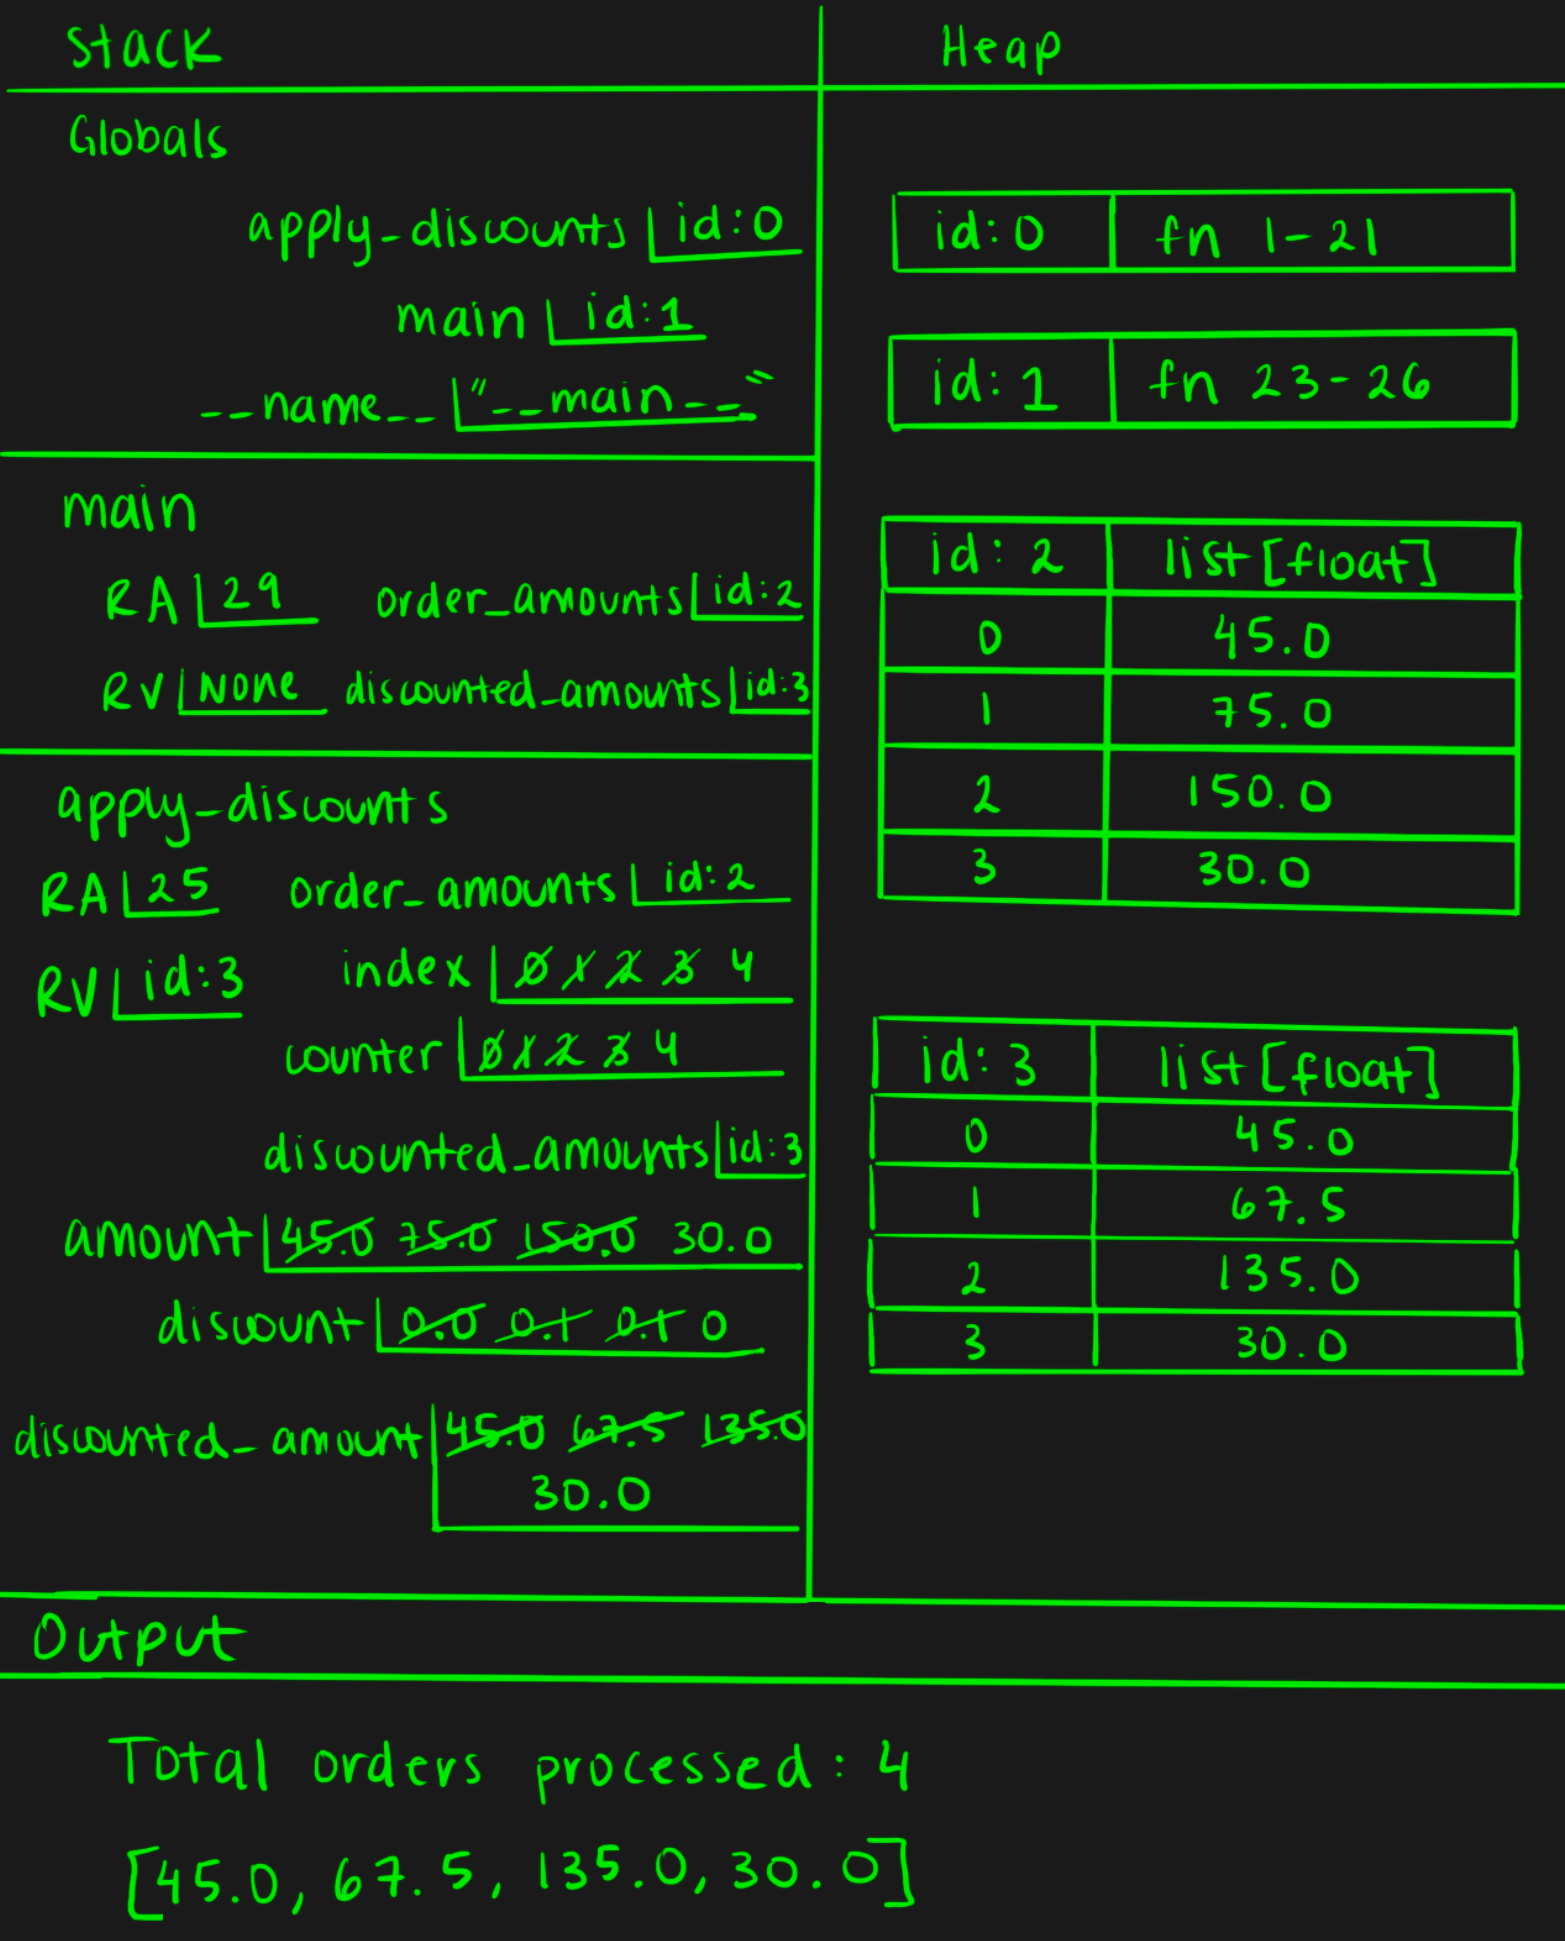 Stack
Heap
Globals
apply_discounts id:0
main id:1
__name__ "__main__"
id:0 fn 1-21
id:1 fn 23-26
main
RA 29 order_amounts id:2
RV None discounted_amounts id:3
id: 2 list[float]
0 45.0
1 75.0
2 150.0
3 30.0
apply_discounts
RA 25 order_amounts id:2
RV id:3 index 0 1 2 3 4
counter 0 1 2 3 4
discounted_amounts id:3
amount 45.0 75.0 150.0 30.0
discount 0.0 0.1 0.1 0
discounted_amount 45.0 67.5 135.0
30.0
id: 3 list[float]
0 45.0
1 67.5
2 135.0
3 30.0
Output
Total orders processed: 4
[45.0, 67.5, 135.0, 30.0]